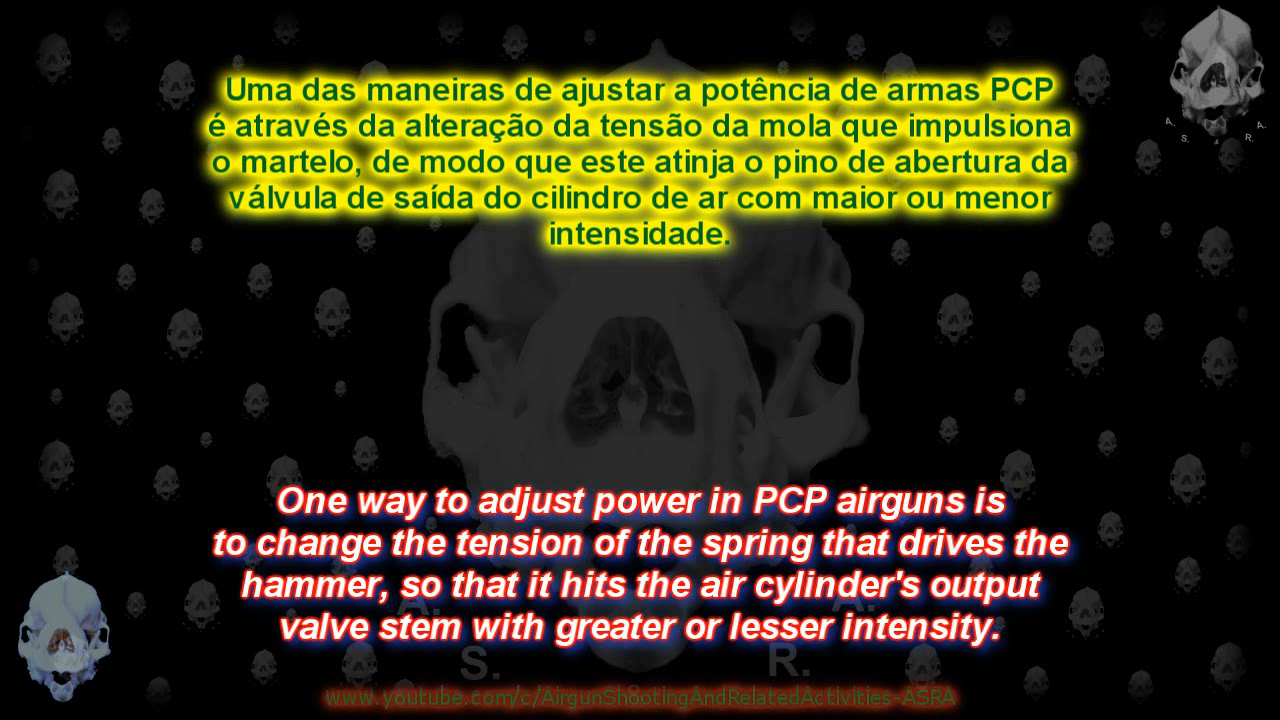 Uma das maneiras de ajustar a potência de armas PCP
é através da alteração da tensão da mola que impulsiona
o martelo, de modo que este atinja o pino de abertura da
válvula de saída do cilindro de ar com maior ou menor
intensidade.
A. S. & R. A.
One way to adjust power in PCP airguns is
to change the tension of the spring that drives the
hammer, so that it hits the air cylinder's output
valve stem with greater or lesser intensity.
A. S. R. A.
www.youtube.com/c/AirgunShootingAndRelatedActivities-ASRA